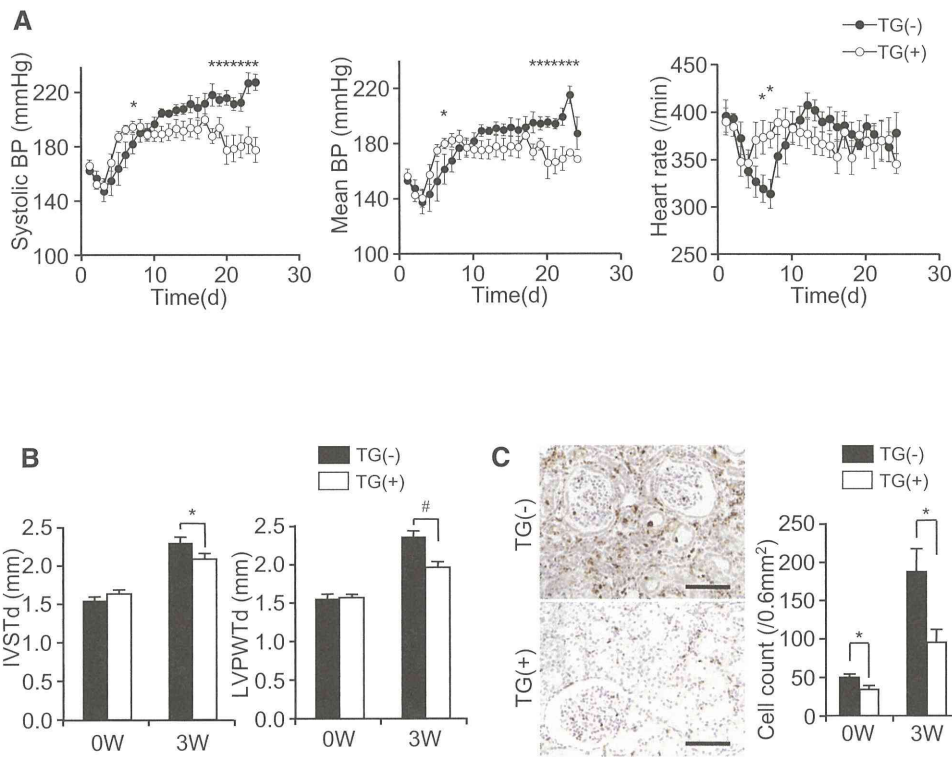 A
TG(-)
TG(+)
Systolic BP (mmHg)
220
180
140
100
0
10
20
30
Time(d)
*
*******
Mean BP (mmHg)
220
180
140
100
0
10
20
30
Time(d)
*
*******
Heart rate (/min)
450
400
350
300
250
0
10
20
30
Time(d)
*
*
B
TG(-)
TG(+)
IVSTd (mm)
2.5
2.0
1.5
1.0
0.5
0.0
0W
3W
*
LVPWTd (mm)
2.5
2.0
1.5
1.0
0.5
0.0
0W
3W
#
C
TG(-)
TG(+)
TG(-)
TG(+)
Cell count (/0.6mm²)
250
200
150
100
50
0
0W
3W
*
*